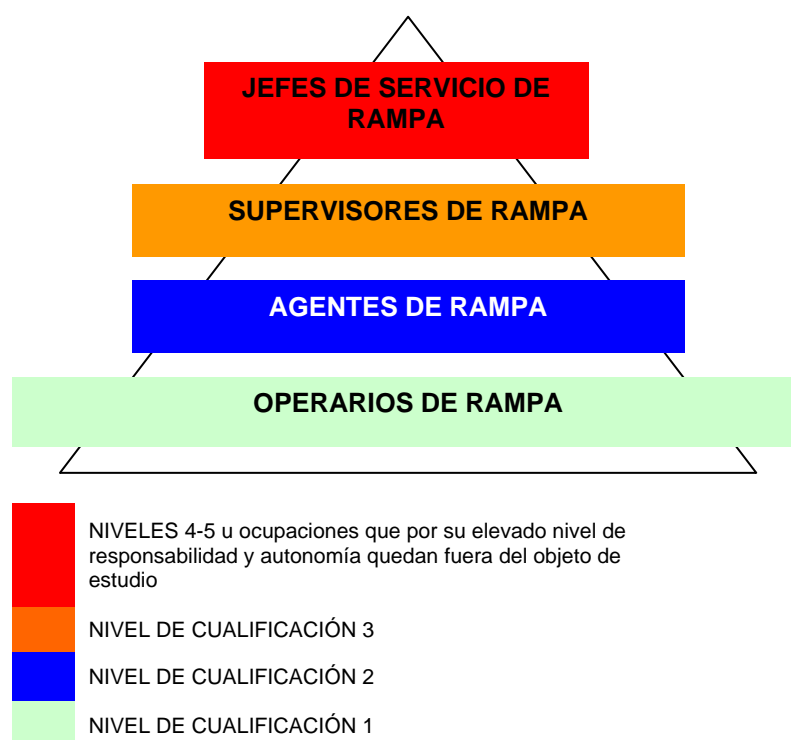 JEFES DE SERVICIO DE
RAMPA
SUPERVISORES DE RAMPA
AGENTES DE RAMPA
OPERARIOS DE RAMPA
NIVELES 4-5 u ocupaciones que por su elevado nivel de
responsabilidad y autonomía quedan fuera del objeto de
estudio
NIVEL DE CUALIFICACIÓN 3
NIVEL DE CUALIFICACIÓN 2
NIVEL DE CUALIFICACIÓN 1